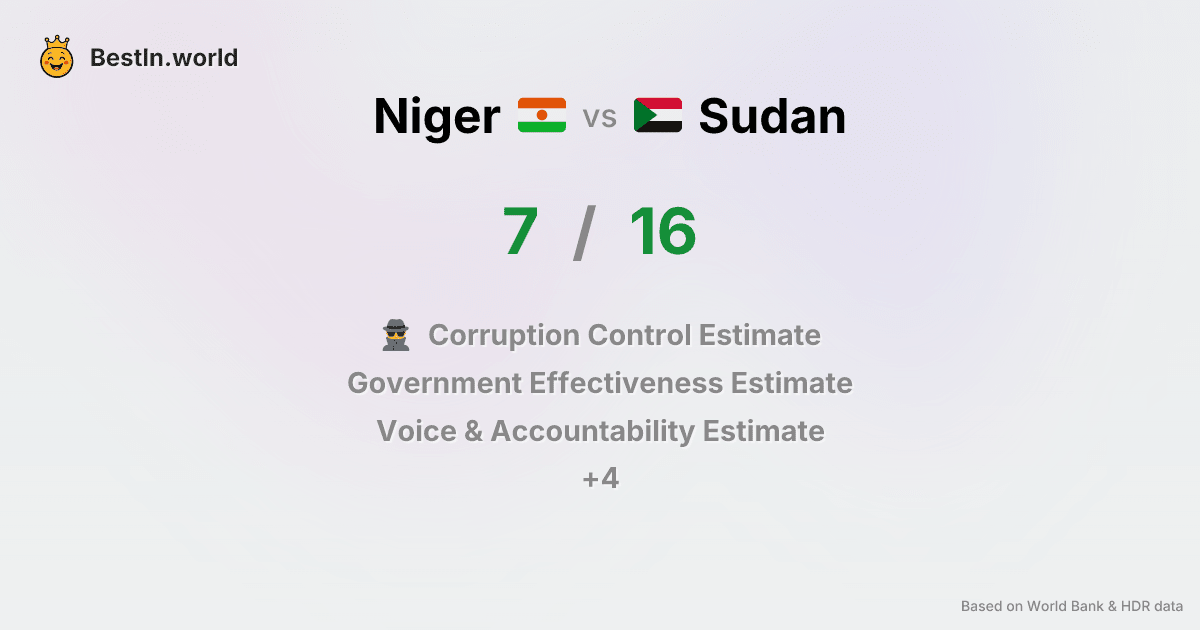 BestIn.world
Niger vs Sudan
7 / 16
Corruption Control Estimate
Government Effectiveness Estimate
Voice & Accountability Estimate
+4
Based on World Bank & HDR data